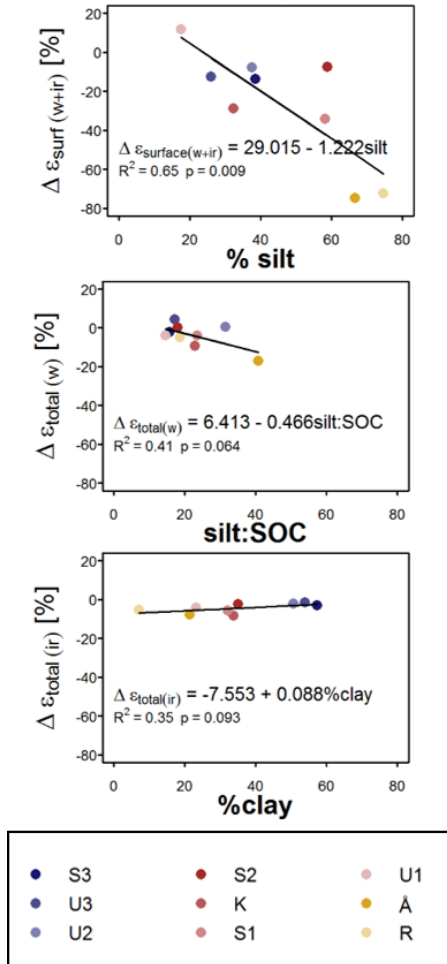 20
0
-20
-40
-60
-80
Δ εsurf (w+ir) [%]
Δ εsurface(w+ir) = 29.015 - 1.222silt
R² = 0.65 p = 0.009
0 20 40 60 80
% silt
20
0
-20
-40
-60
-80
Δ εtotal (w) [%]
Δ εtotal(w) = 6.413 - 0.466silt:SOC
R² = 0.41 p = 0.064
0 20 40 60 80
silt:SOC
20
0
-20
-40
-60
-80
Δ εtotal (ir) [%]
Δ εtotal(ir) = -7.553 + 0.088%clay
R² = 0.35 p = 0.093
0 20 40 60 80
%clay
S3 S2 U1
U3 K Å
U2 S1 R